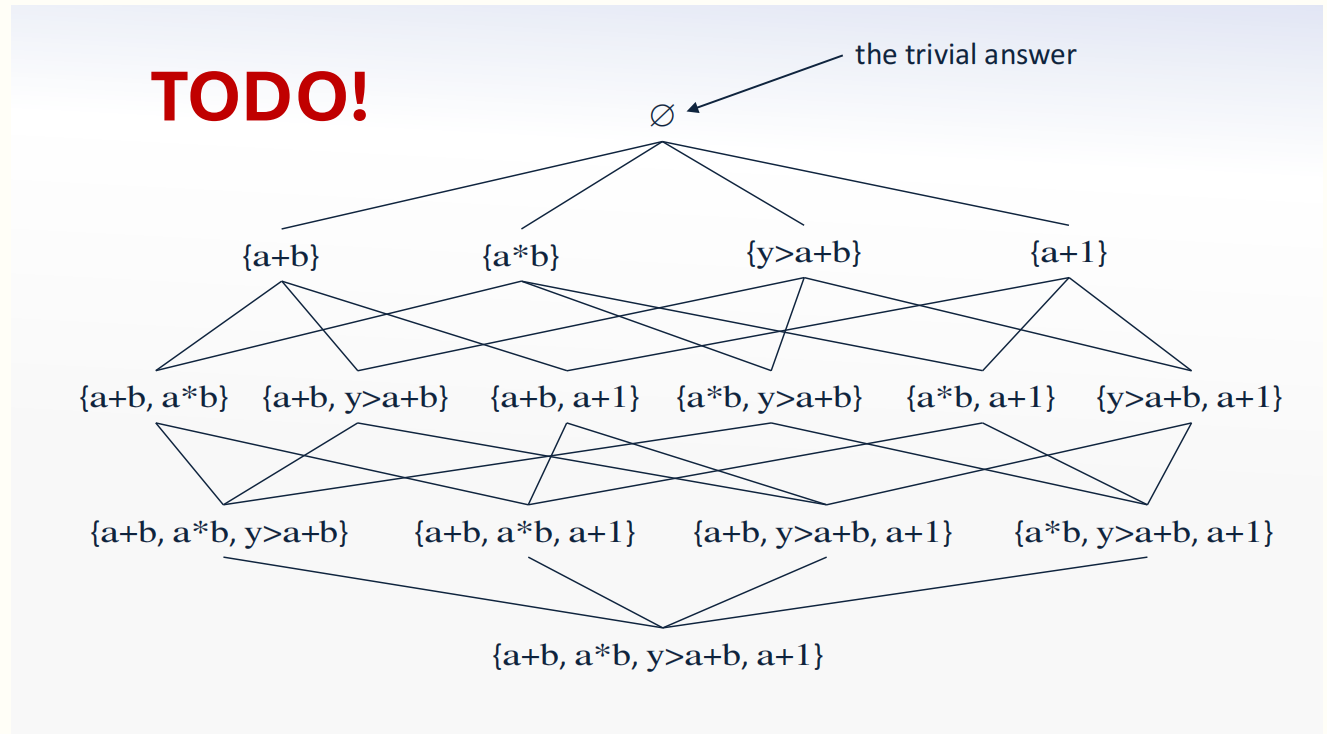 the trivial answer
TODO!
∅
{a+b} {a*b} {y>a+b} {a+1}
{a+b, a*b} {a+b, y>a+b} {a+b, a+1} {a*b, y>a+b} {a*b, a+1} {y>a+b, a+1}
{a+b, a*b, y>a+b} {a+b, a*b, a+1} {a+b, y>a+b, a+1} {a*b, y>a+b, a+1}
{a+b, a*b, y>a+b, a+1}